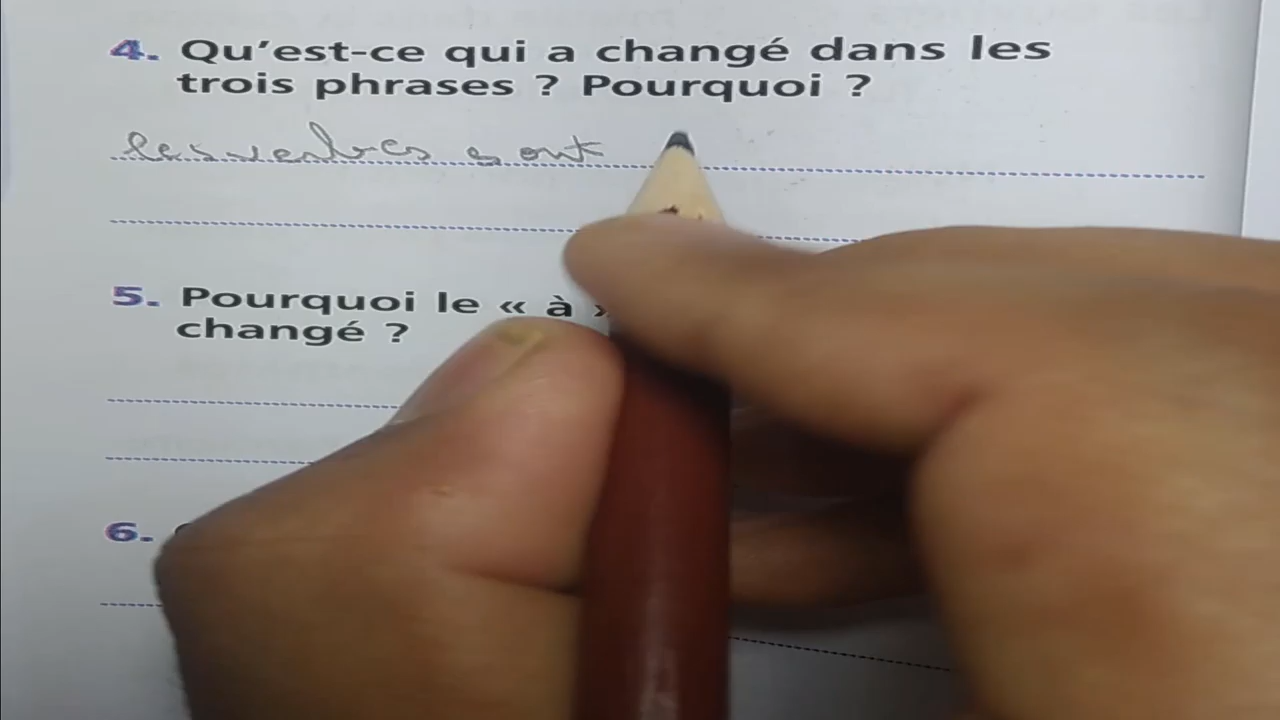 4. Qu'est-ce qui a changé dans les
trois phrases ? Pourquoi ?
les verbes sont
5. Pourquoi le « à »
changé ?
6.